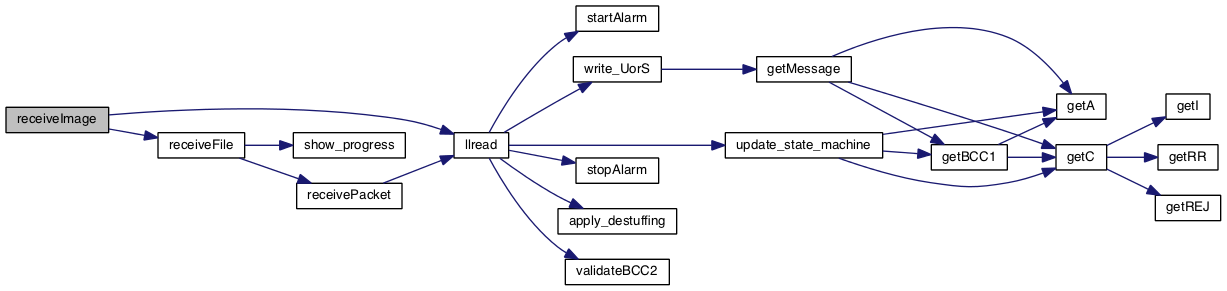 receiveImage
receiveFile
show_progress
receivePacket
llread
startAlarm
write_UorS
update_state_machine
stopAlarm
apply_destuffing
validateBCC2
getMessage
getBCC1
getA
getC
getI
getRR
getREJ